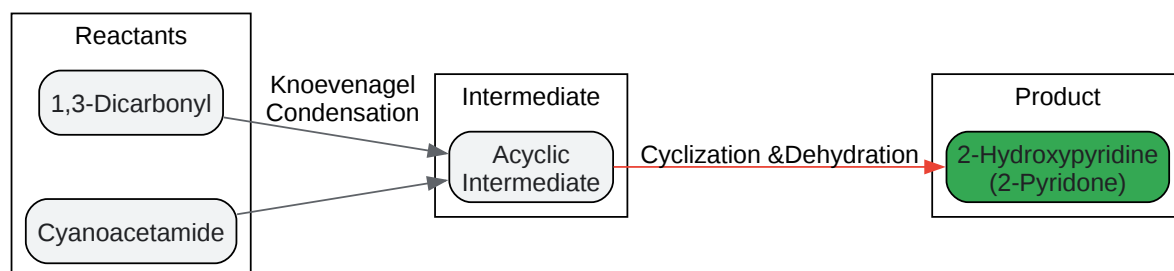 Reactants
1,3-Dicarbonyl
Cyanoacetamide
Knoevenagel
Condensation
Intermediate
Acyclic
Intermediate
Cyclization &Dehydration
Product
2-Hydroxypyridine
(2-Pyridone)